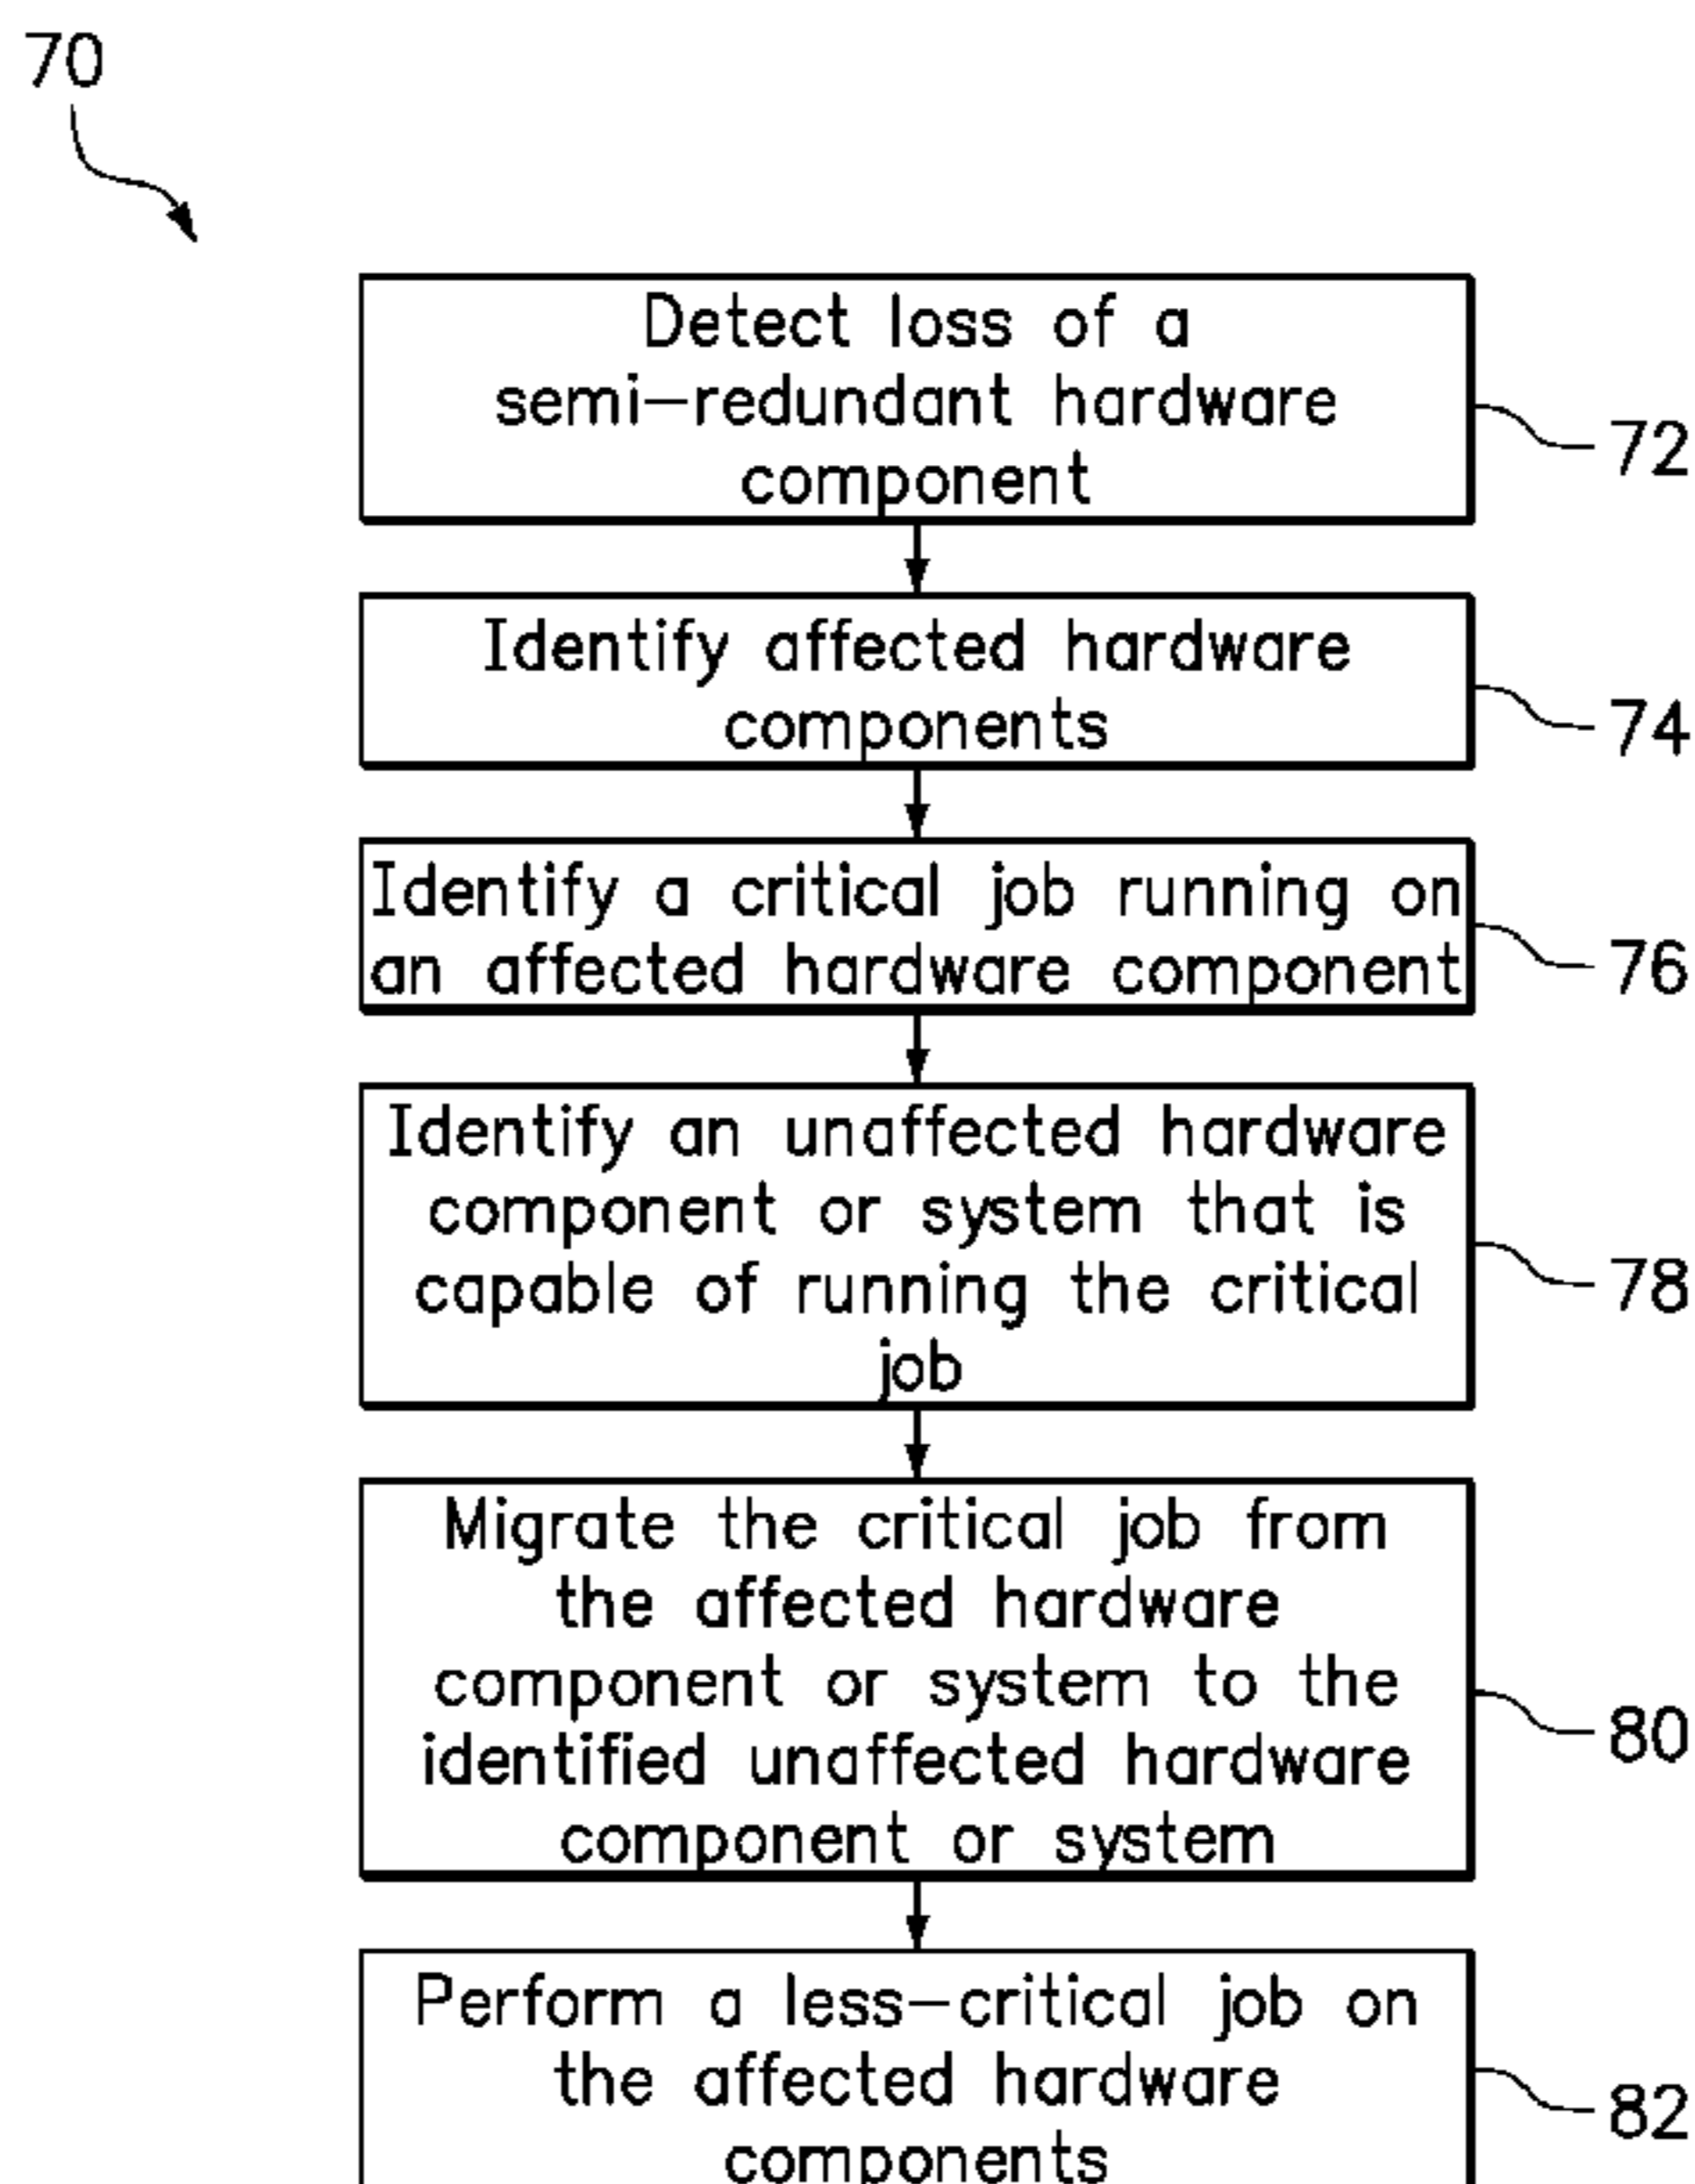 70
Detect loss of a
semi-redundant hardware
component
72
Identify affected hardware
components
74
Identify a critical job running on
an affected hardware component
76
Identify an unaffected hardware
component or system that is
capable of running the critical
job
78
Migrate the critical job from
the affected hardware
component or system to the
identified unaffected hardware
component or system
80
Perform a less-critical job on
the affected hardware
components
82